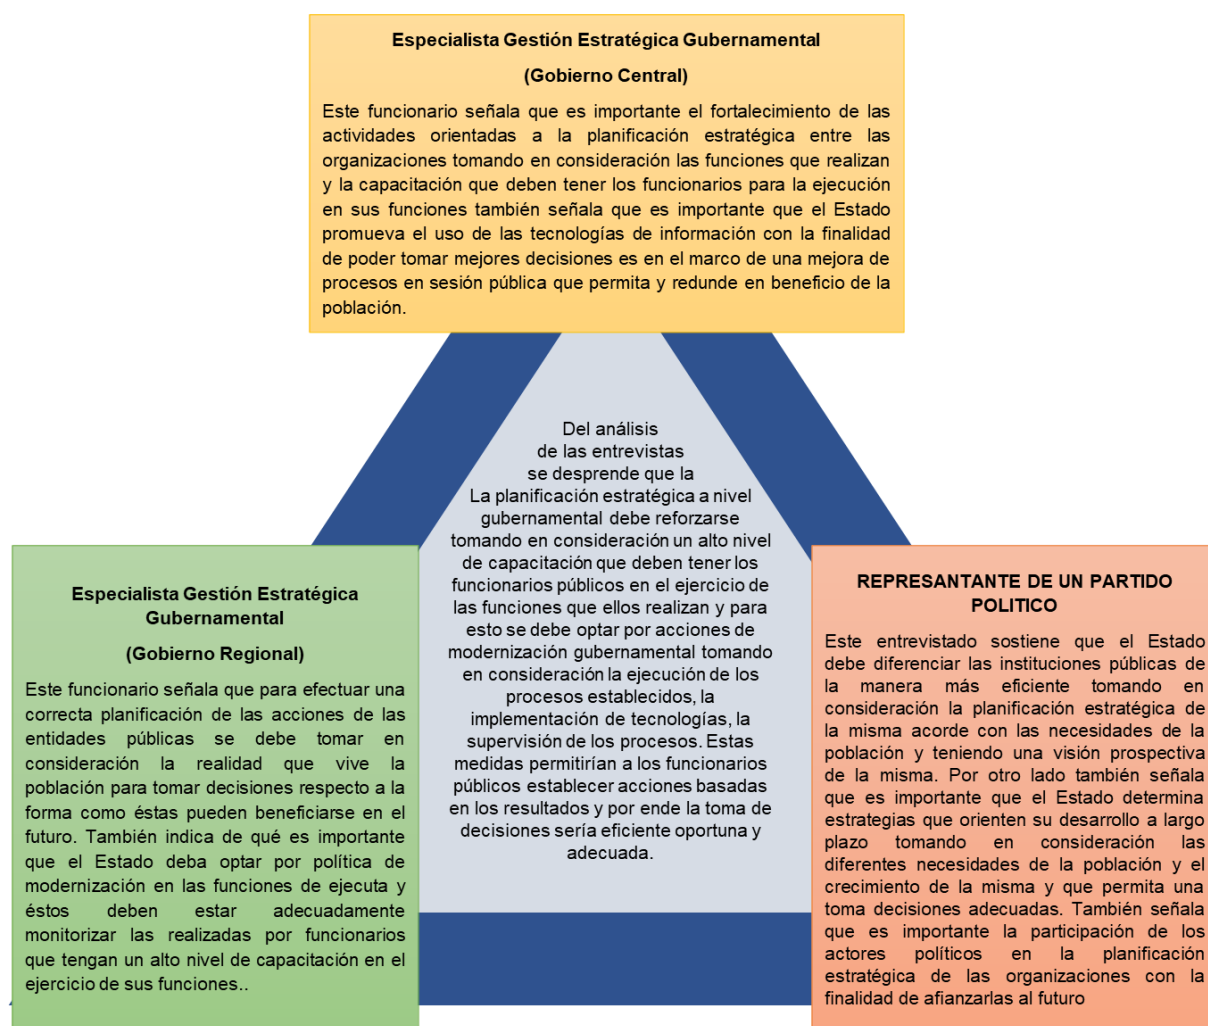 Especialista Gestión Estratégica Gubernamental
(Gobierno Central)
Este funcionario señala que es importante el fortalecimiento de las
actividades orientadas a la planificación estratégica entre las
organizaciones tomando en consideración las funciones que realizan
y la capacitación que deben tener los funcionarios para la ejecución
en sus funciones también señala que es importante que el Estado
promueva el uso de las tecnologías de información con la finalidad
de poder tomar mejores decisiones es en el marco de una mejora de
procesos en sesión pública que permita y redunde en beneficio de la
población.
Del análisis
de las entrevistas
se desprende que la
La planificación estratégica a nivel
gubernamental debe reforzarse
tomando en consideración un alto nivel
de capacitación que deben tener los
funcionarios públicos en el ejercicio de
las funciones que ellos realizan y para
esto se debe optar por acciones de
modernización gubernamental tomando
en consideración la ejecución de los
procesos establecidos, la
implementación de tecnologías, la
supervisión de los procesos. Estas
medidas permitirían a los funcionarios
públicos establecer acciones basadas
en los resultados y por ende la toma de
decisiones sería eficiente oportuna y
adecuada.
Especialista Gestión Estratégica
Gubernamental
(Gobierno Regional)
Este funcionario señala que para efectuar una
correcta planificación de las acciones de las
entidades públicas se debe tomar en
consideración la realidad que vive la
población para tomar decisiones respecto a la
forma como éstas pueden beneficiarse en el
futuro. También indica de qué es importante
que el Estado deba optar por política de
modernización en las funciones de ejecuta y
éstos deben estar adecuadamente
monitorizar las realizadas por funcionarios
que tengan un alto nivel de capacitación en el
ejercicio de sus funciones..
REPRESANTANTE DE UN PARTIDO
POLITICO
Este entrevistado sostiene que el Estado
debe diferenciar las instituciones públicas de
la manera más eficiente tomando en
consideración la planificación estratégica de
la misma acorde con las necesidades de la
población y teniendo una visión prospectiva
de la misma. Por otro lado también señala
que es importante que el Estado determina
estrategias que orienten su desarrollo a largo
plazo tomando en consideración las
diferentes necesidades de la población y el
crecimiento de la misma y que permita una
toma decisiones adecuadas. También señala
que es importante la participación de los
actores políticos en la planificación
estratégica de las organizaciones con la
finalidad de afianzarlas al futuro